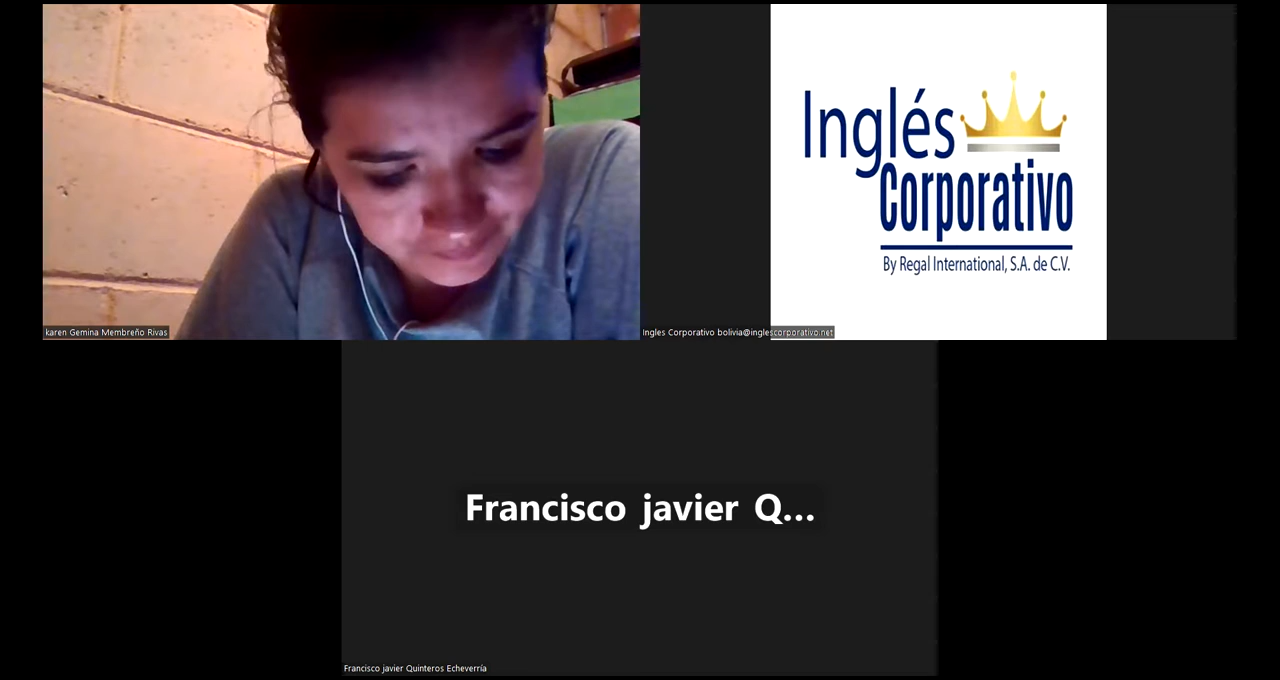 karen Gemina Membreño Rivas
Inglés
Corporativo
By Regal International, S.A. de C.V.
Ingles Corporativo bolivia@inglescorporativo.net
Francisco javier Q...
Francisco javier Quinteros Echeverría